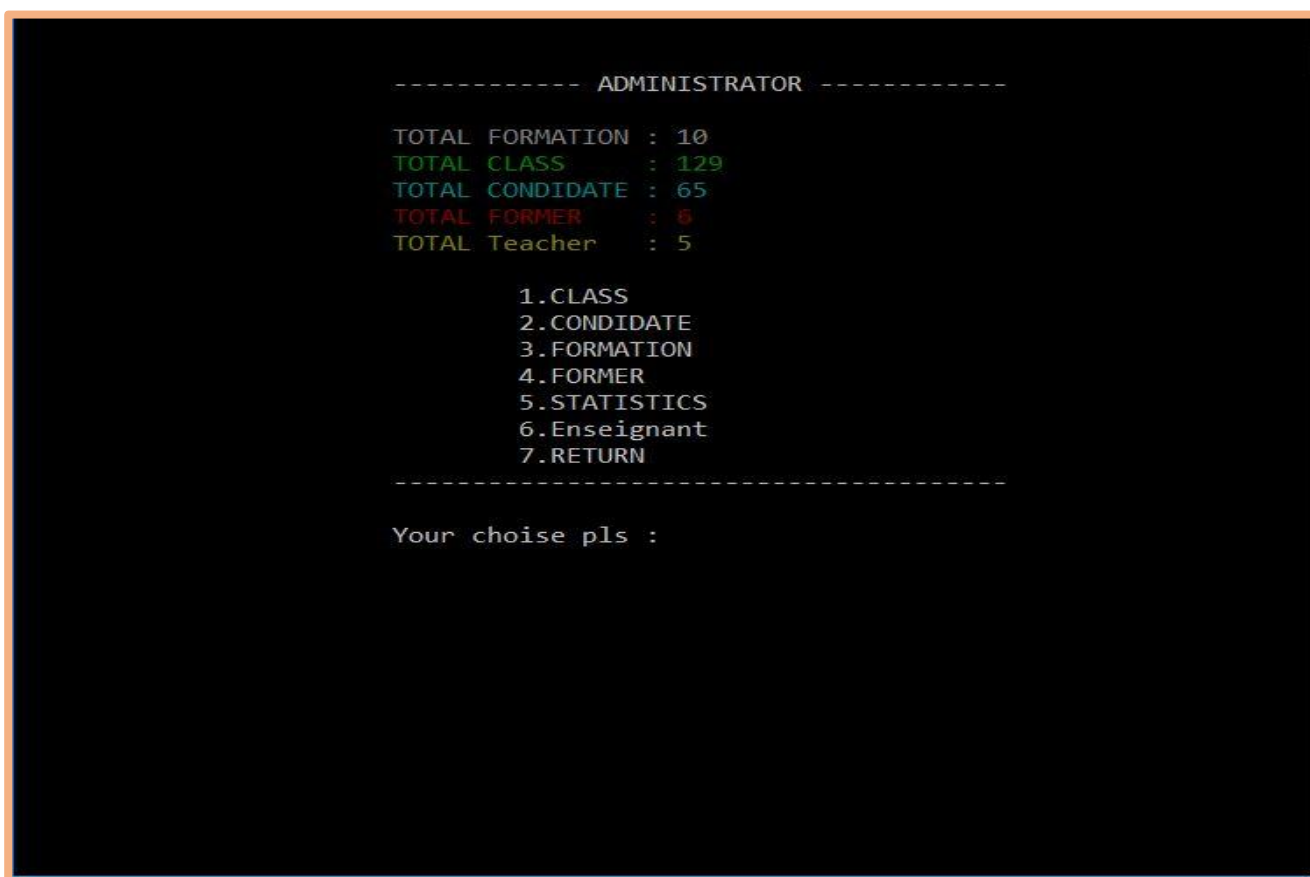 ------------ ADMINISTRATOR ------------
TOTAL FORMATION : 10
TOTAL CLASS : 129
TOTAL CONDIDATE : 65
TOTAL FORMER : 6
TOTAL Teacher : 5
1.CLASS
2.CONDIDATE
3.FORMATION
4.FORMER
5.STATISTICS
6.Enseignant
7.RETURN
---------------------------------------
Your choise pls :